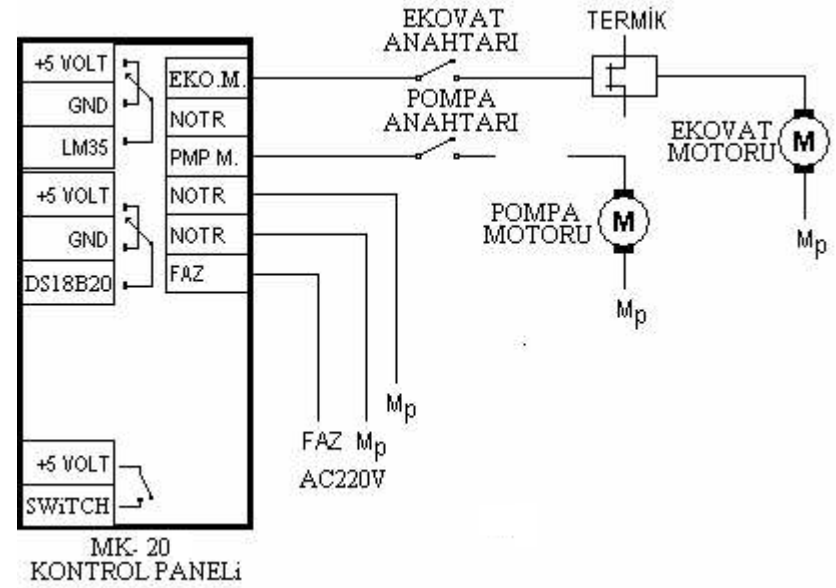 +5 VOLT
GND
LM35
+5 VOLT
GND
DS18B20
+5 VOLT
SWiTCH
EKO.M.
NOTR
PMP M.
NOTR
NOTR
FAZ
MK- 20
KONTROL PANELi
EKOVAT
ANAHTARI
POMPA
ANAHTARI
TERMİK
EKOVAT
MOTORU
M
Mp
POMPA
MOTORU
M
Mp
Mp
FAZ Mp
AC220V